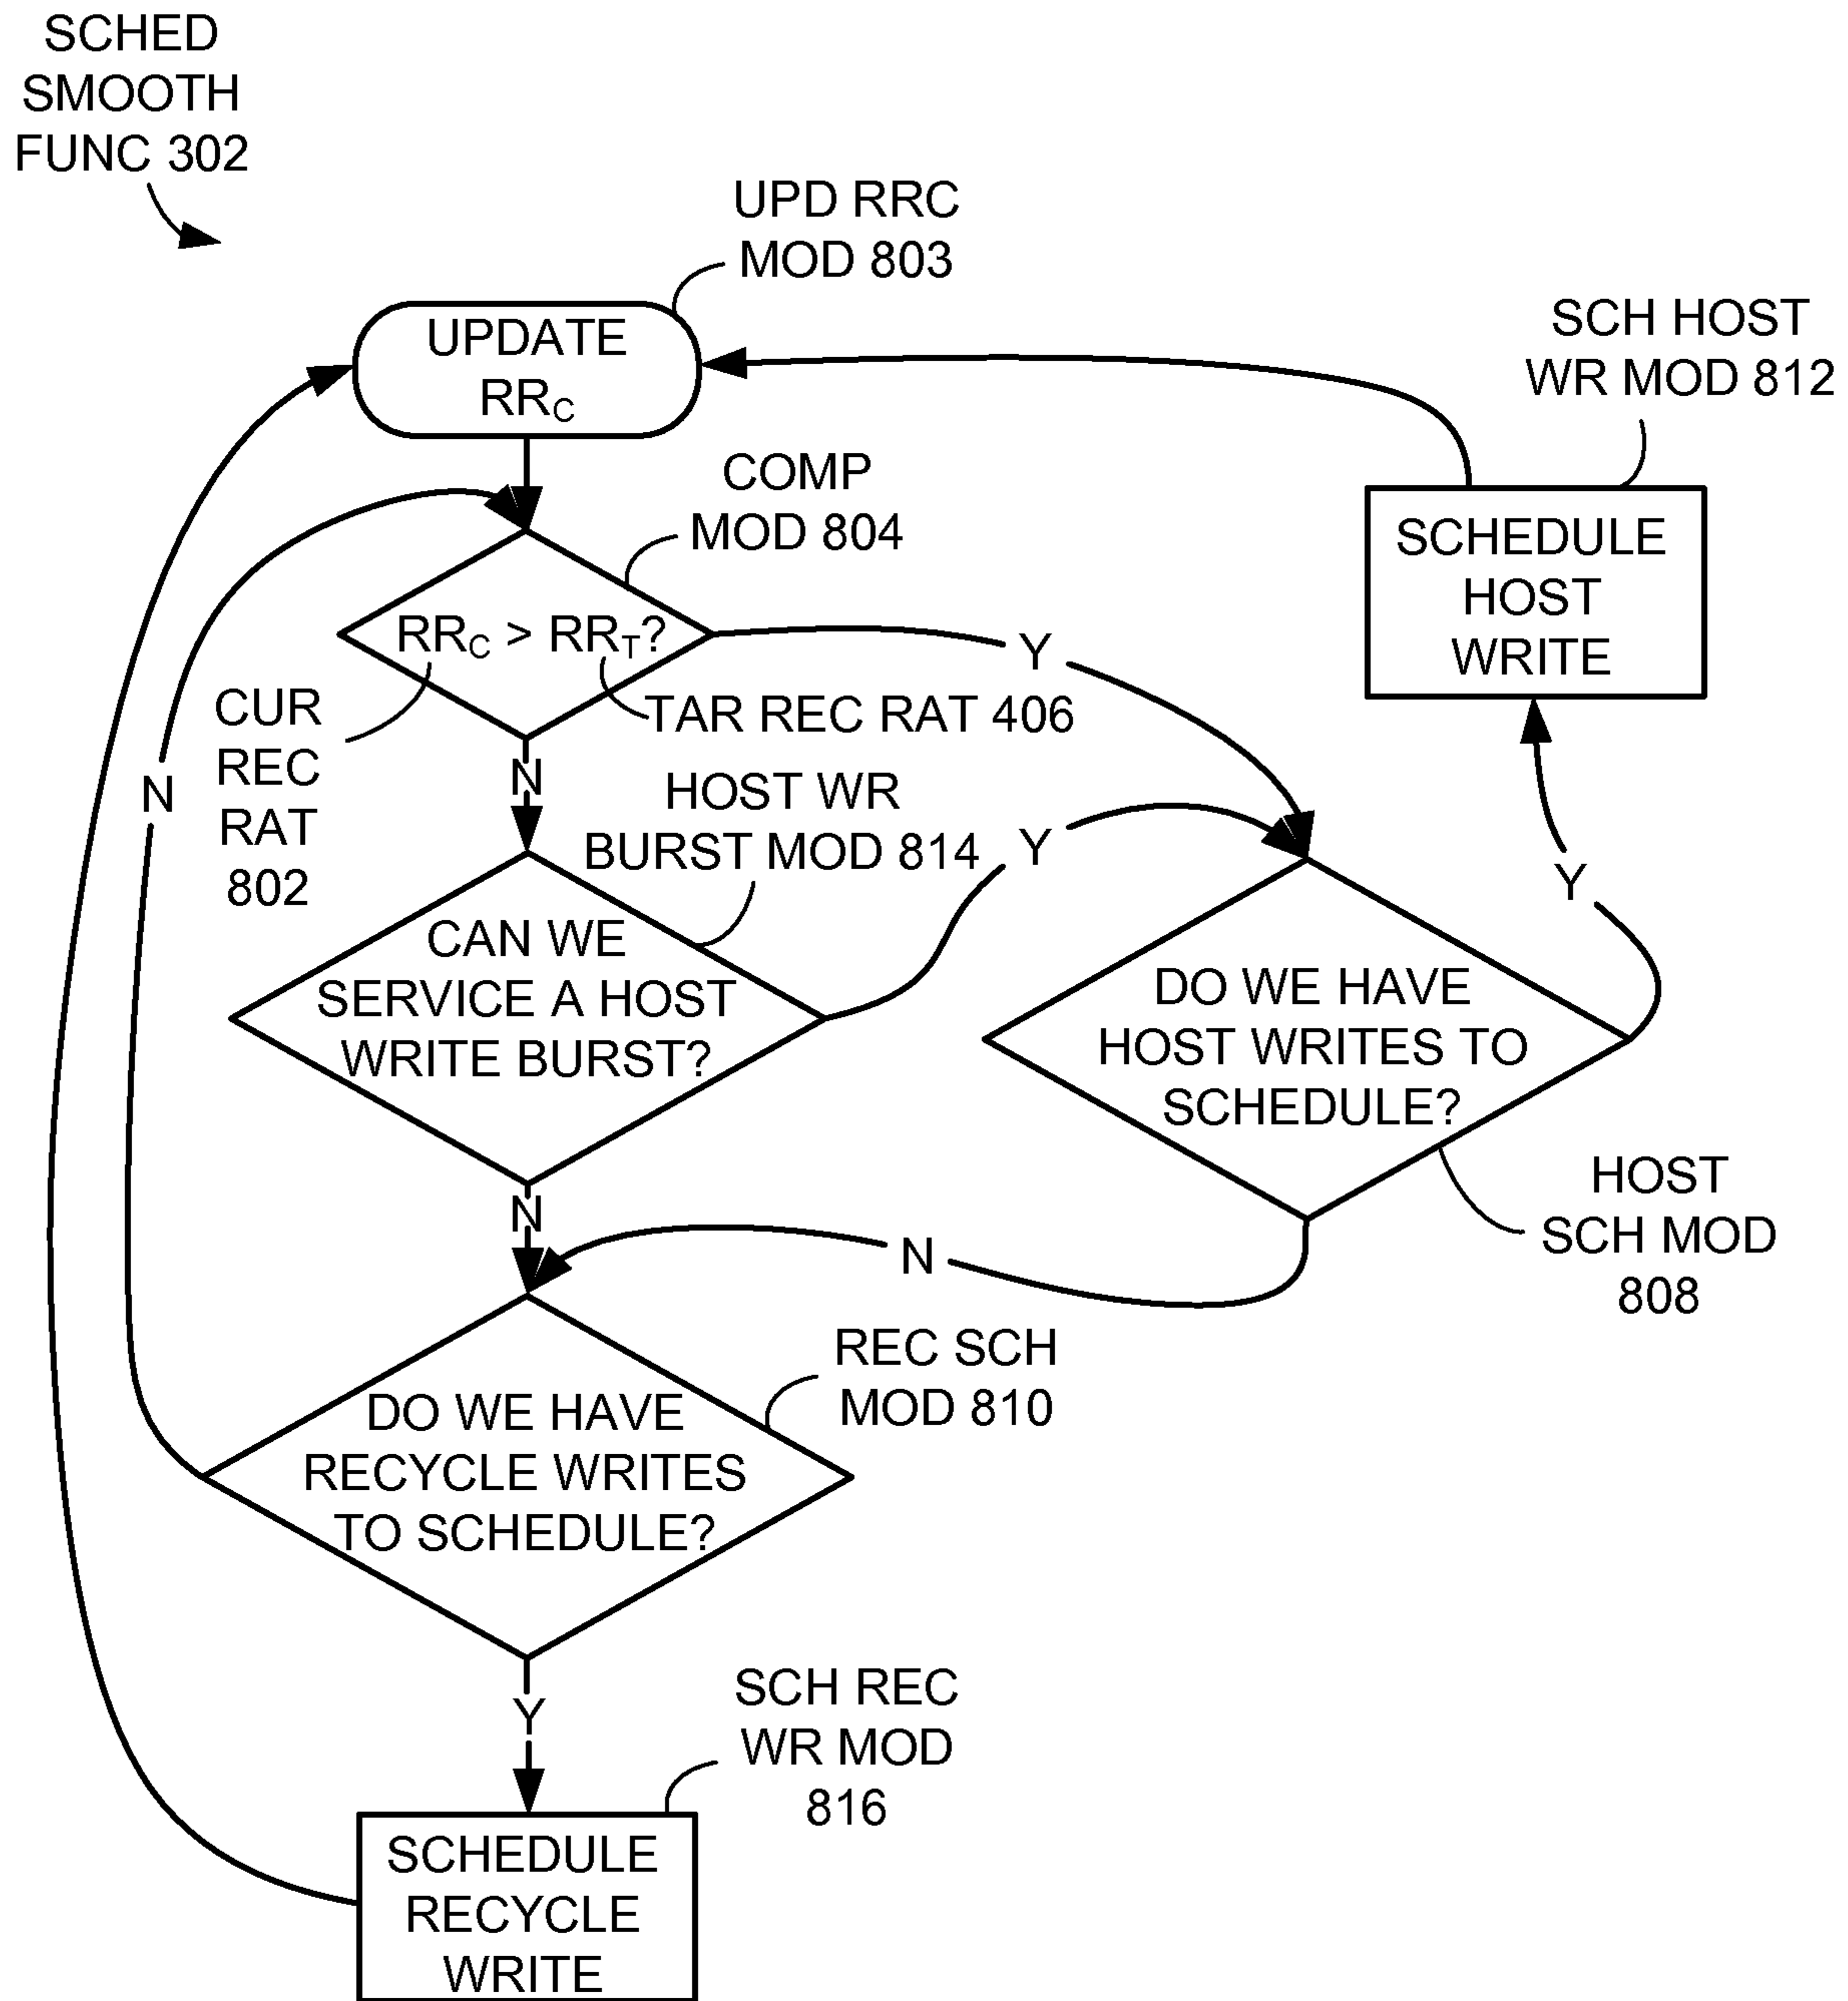 SCHED
SMOOTH
FUNC 302
UPD RRC
MOD 803
UPDATE
RRC
SCH HOST
WR MOD 812
COMP
MOD 804
SCHEDULE
HOST
WRITE
RRC > RRT?
Y
CUR
REC
RAT
802
TAR REC RAT 406
N
N
HOST WR
BURST MOD 814
Y
Y
CAN WE
SERVICE A HOST
WRITE BURST?
DO WE HAVE
HOST WRITES TO
SCHEDULE?
HOST
SCH MOD
808
N
N
REC SCH
MOD 810
DO WE HAVE
RECYCLE WRITES
TO SCHEDULE?
Y
SCH REC
WR MOD
816
SCHEDULE
RECYCLE
WRITE